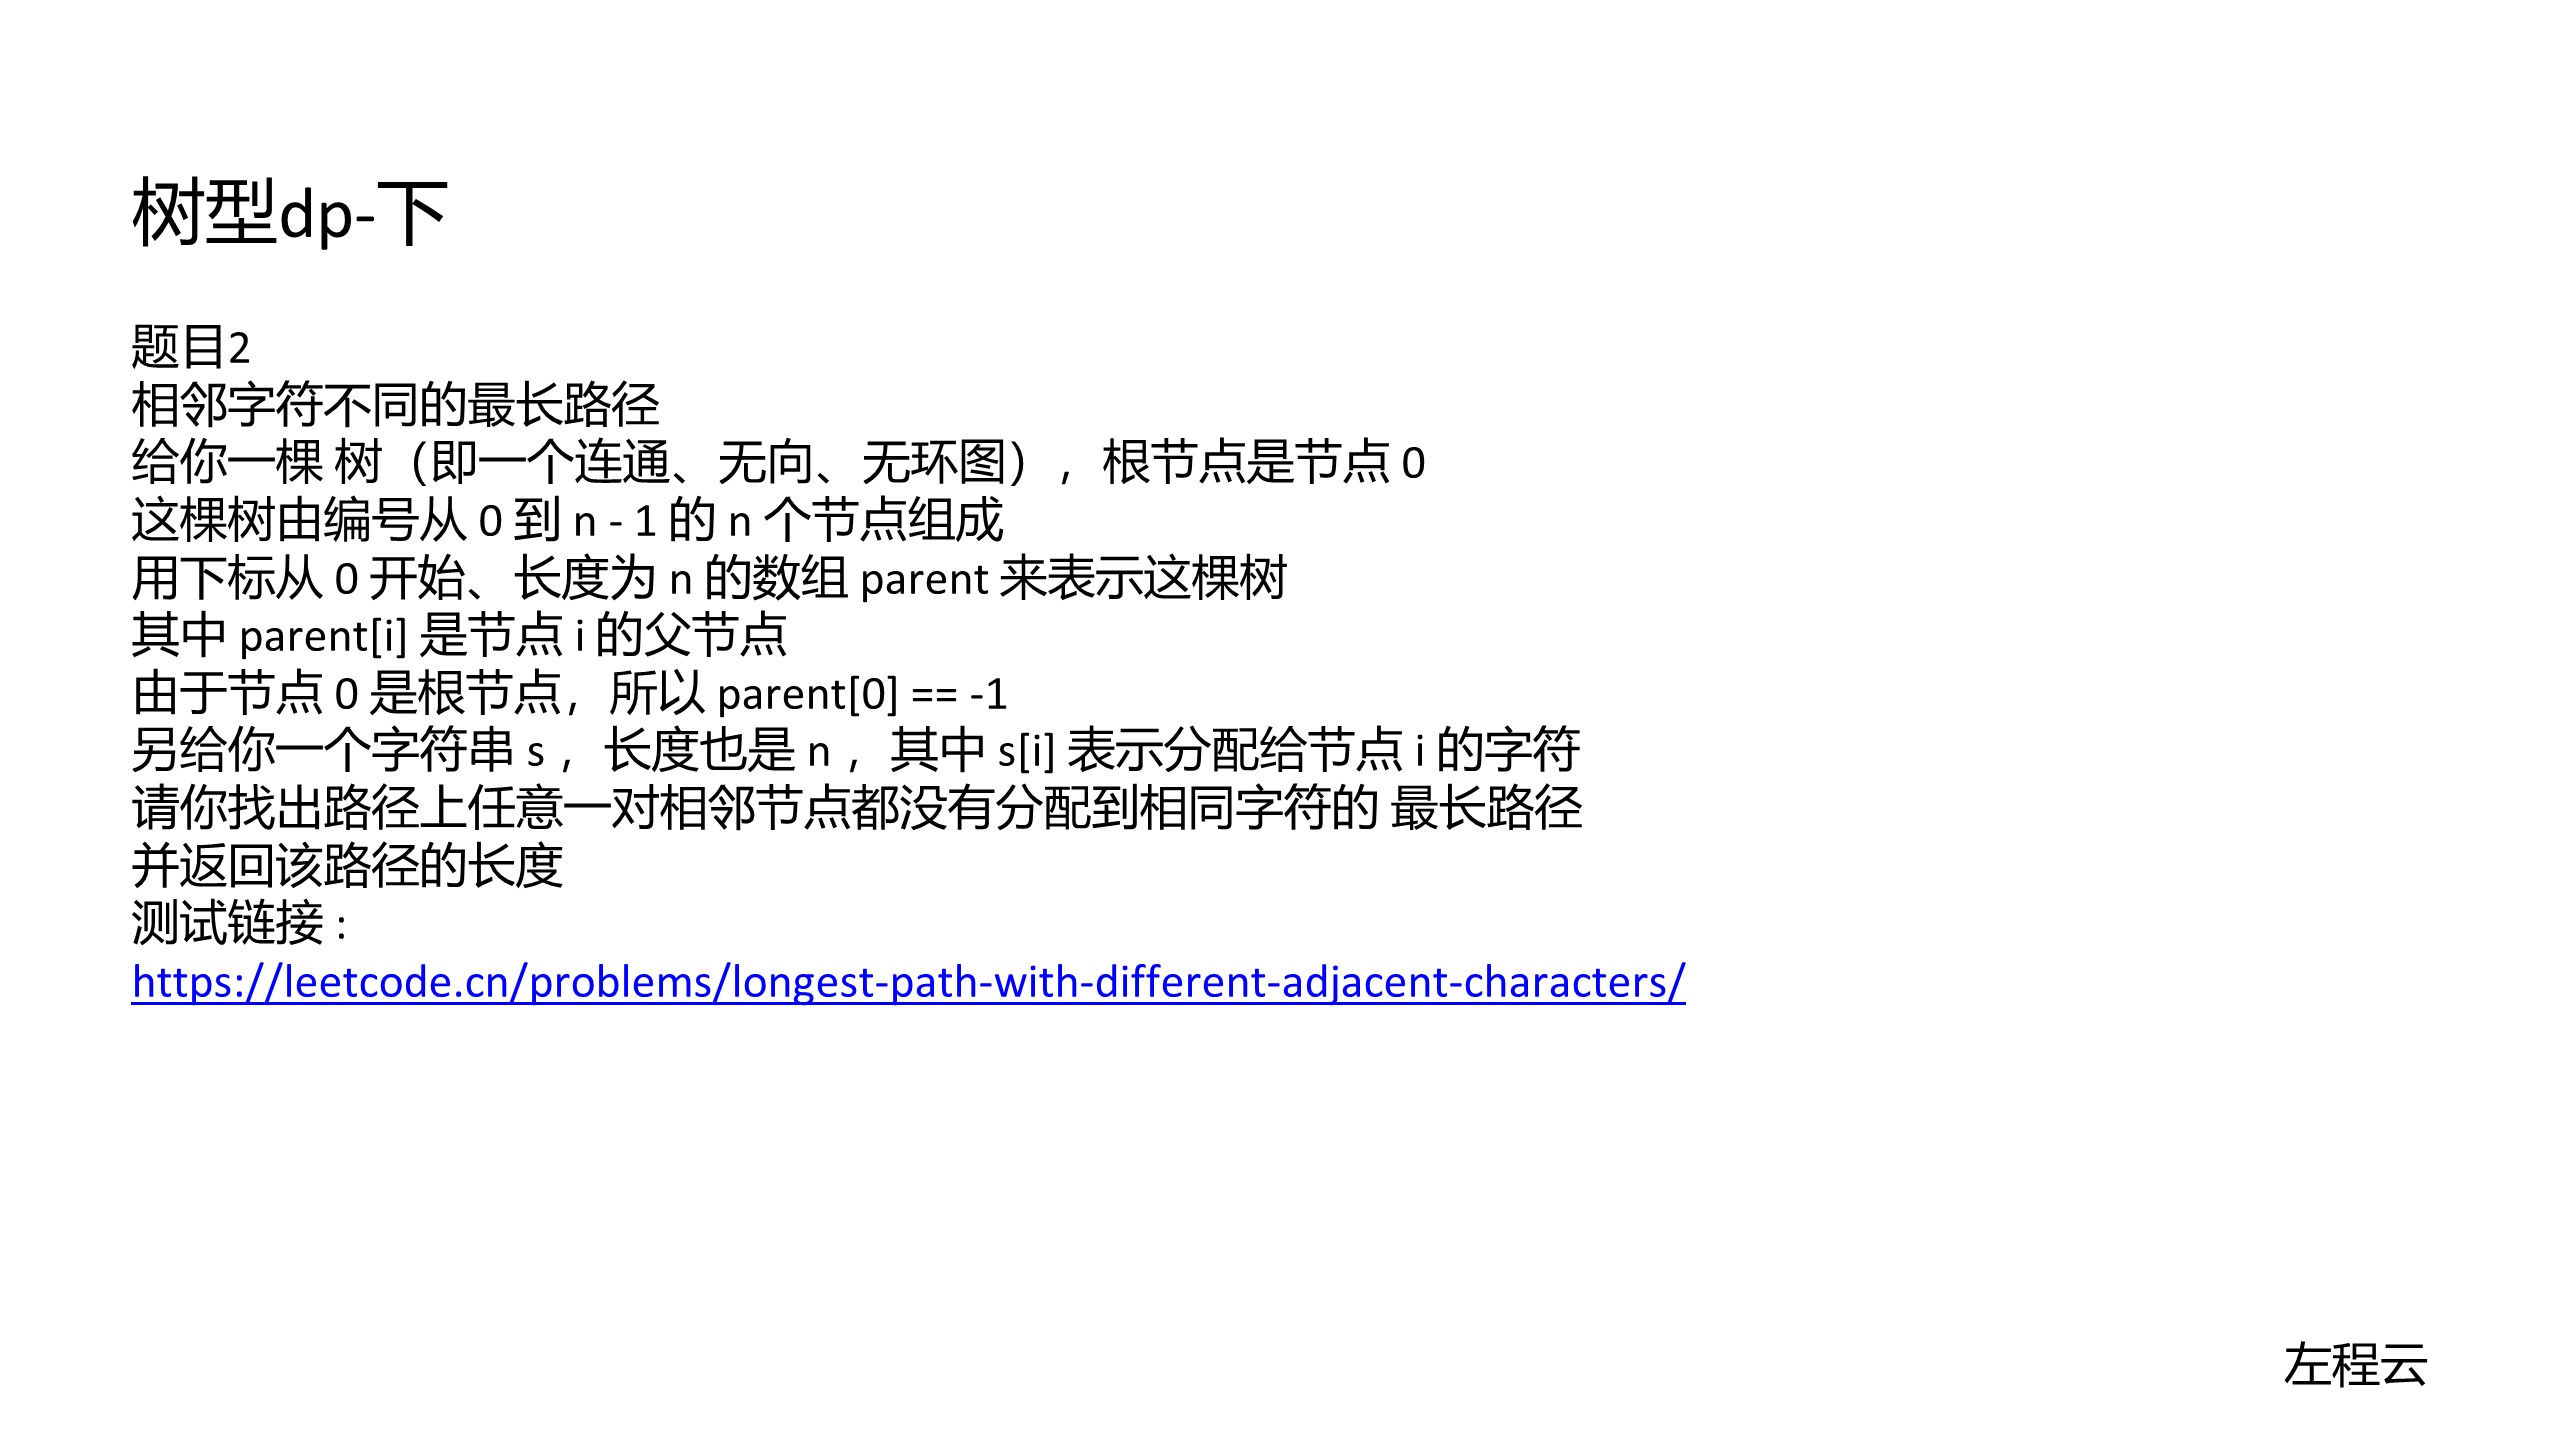 树型dp-下
题目2
相邻字符不同的最长路径
给你一棵 树（即一个连通、无向、无环图），根节点是节点 0
这棵树由编号从 0 到 n - 1 的 n 个节点组成
用下标从 0 开始、长度为 n 的数组 parent 来表示这棵树
其中 parent[i] 是节点 i 的父节点
由于节点 0 是根节点，所以 parent[0] == -1
另给你一个字符串 s ，长度也是 n ，其中 s[i] 表示分配给节点 i 的字符
请你找出路径上任意一对相邻节点都没有分配到相同字符的 最长路径
并返回该路径的长度
测试链接 :
https://leetcode.cn/problems/longest-path-with-different-adjacent-characters/
左程云